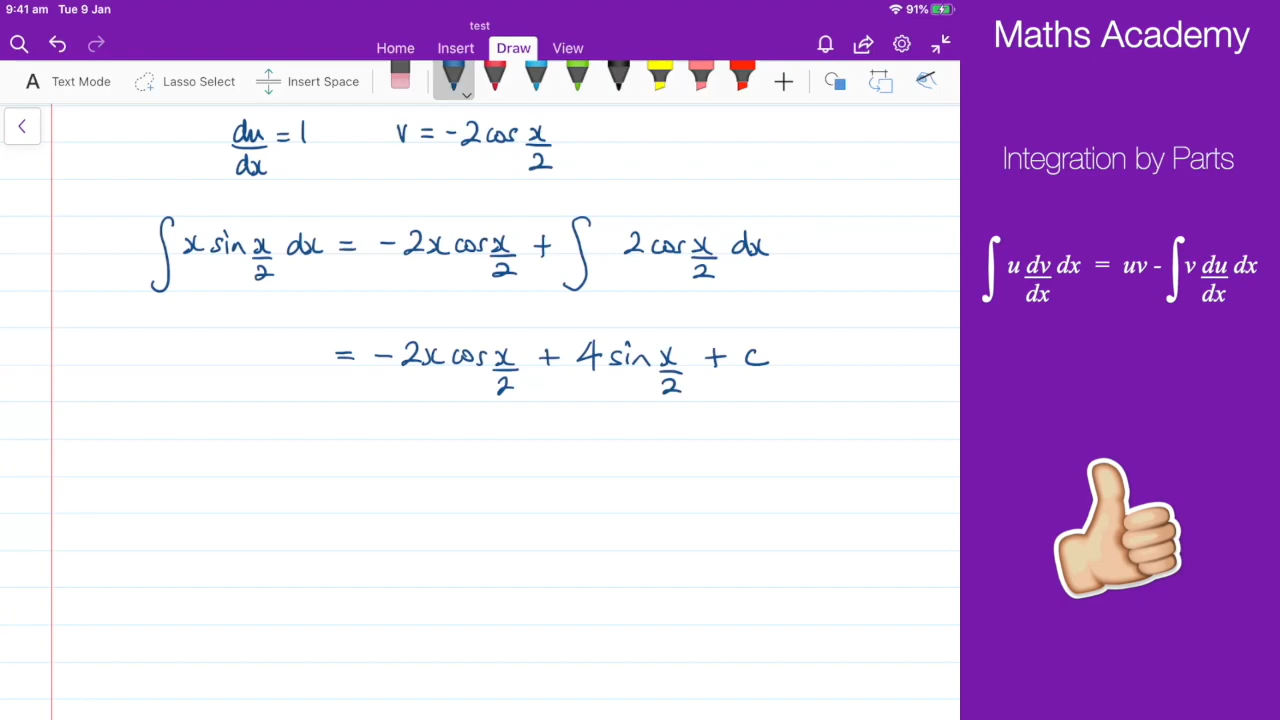 9:41 am Tue 9 Jan
91%
test
Home Insert Draw View
A Text Mode Lasso Select Insert Space
Maths Academy
Integration by Parts
∫ u dv/dx dx = uv - ∫ v du/dx dx
du/dx = 1 v = -2 cos x/2
∫ x sin x/2 dx = -2x cos x/2 + ∫ 2 cos x/2 dx
= -2x cos x/2 + 4 sin x/2 + c